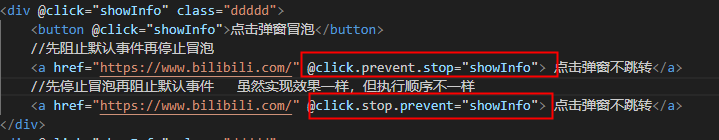 <div @click="showInfo" class="ddddd">
<button @click="showInfo">点击弹窗冒泡</button>
//先阻止默认事件再停止冒泡
<a href="https://www.bilibili.com/" @click.prevent.stop="showInfo"> 点击弹窗不跳转</a>
//先停止冒泡再阻止默认事件 虽然实现效果一样，但执行顺序不一样
<a href="https://www.bilibili.com/" @click.stop.prevent="showInfo"> 点击弹窗不跳转</a>
</div>